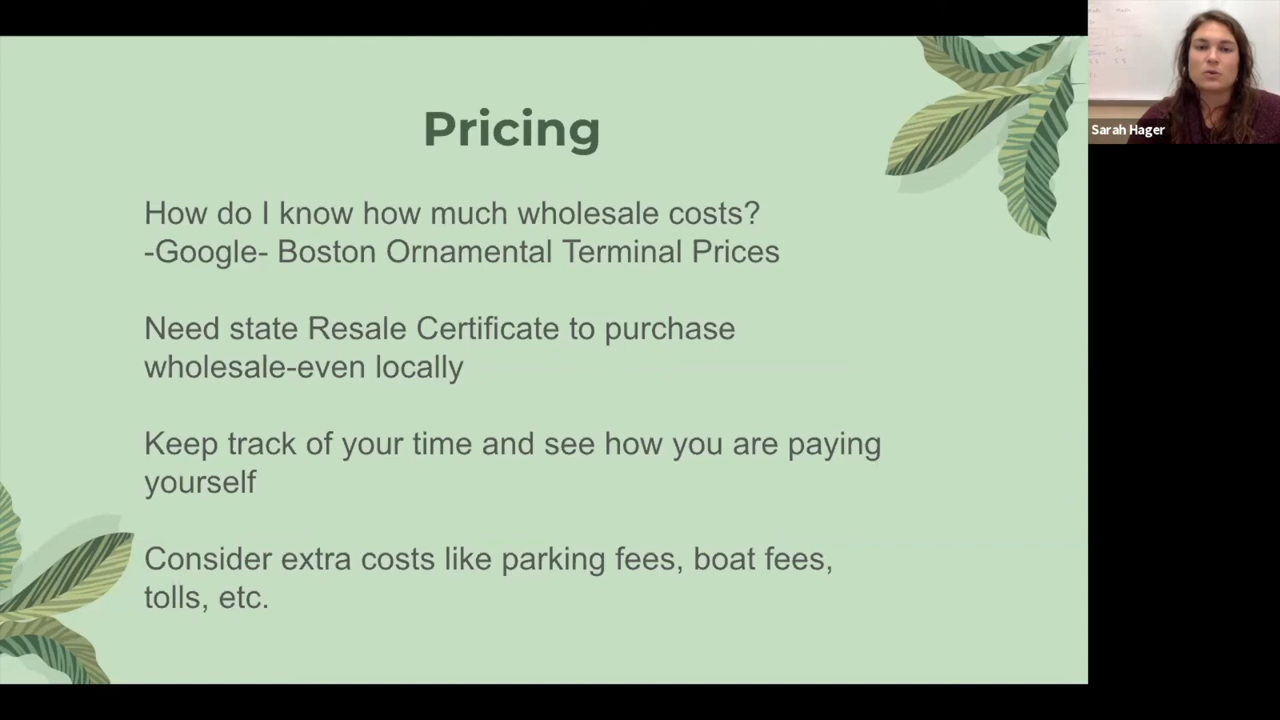 Pricing
How do I know how much wholesale costs?
-Google- Boston Ornamental Terminal Prices
Need state Resale Certificate to purchase
wholesale-even locally
Keep track of your time and see how you are paying
yourself
Consider extra costs like parking fees, boat fees,
tolls, etc.
Sarah Hager